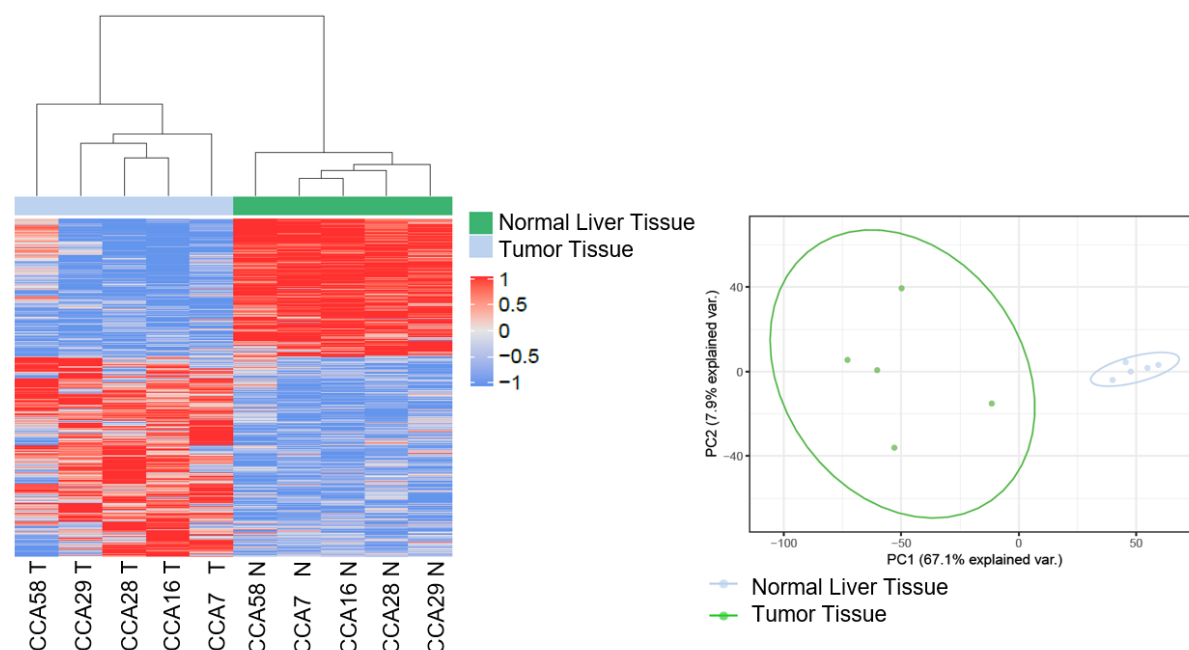 Normal Liver Tissue
Tumor Tissue
1
0.5
0
−0.5
−1
CCA58 T
CCA29 T
CCA28 T
CCA16 T
CCA7 T
CCA58 N
CCA7 N
CCA16 N
CCA28 N
CCA29 N
PC2 (7.9% explained var.)
40
0
−40
−100
−50
0
50
PC1 (67.1% explained var.)
Normal Liver Tissue
Tumor Tissue